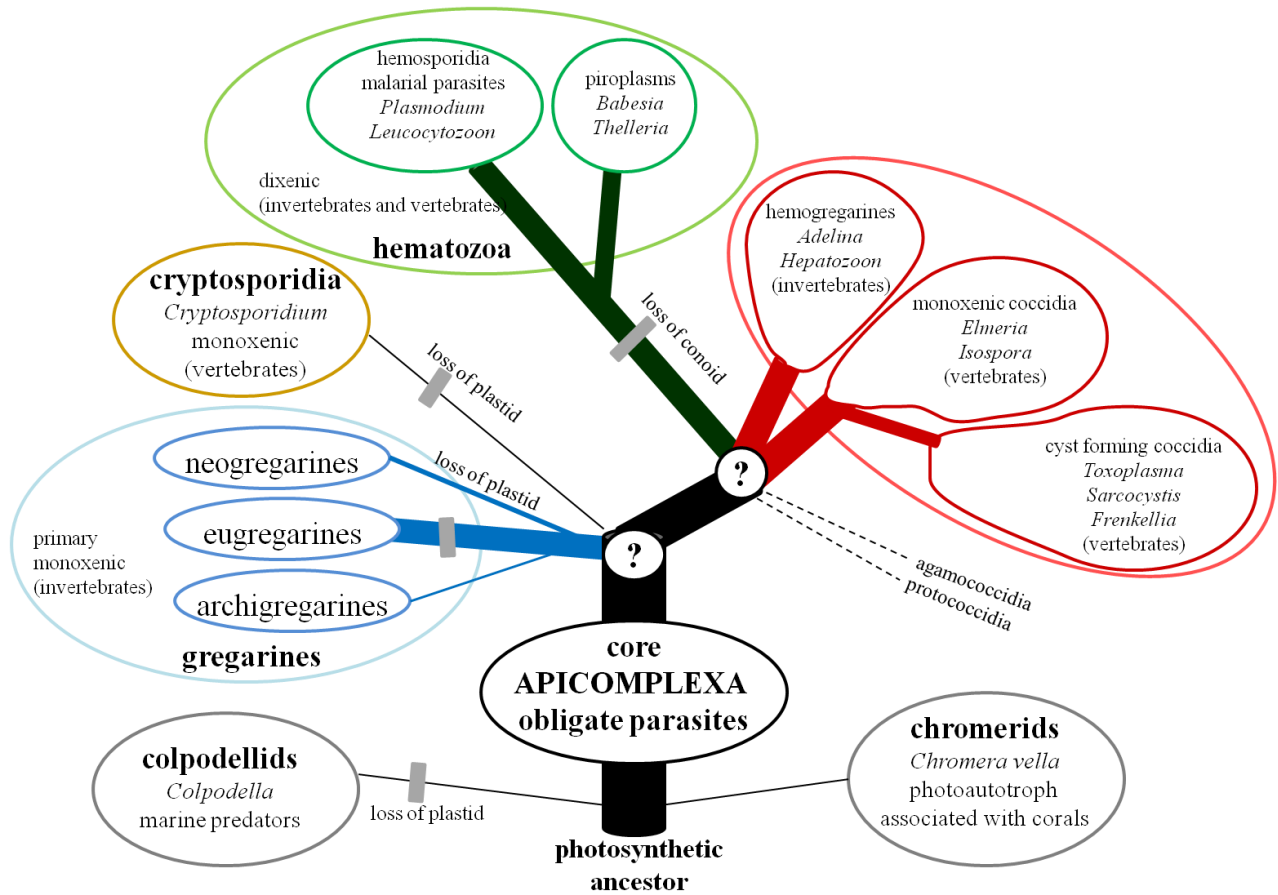 hemosporidia
malarial parasites
Plasmodium
Leucocytozoon
piroplasms
Babesia
Thelleria
dixenic
(invertebrates and vertebrates)
hematozoa
hemogregarines
Adelina
Hepatozoon
(invertebrates)
monoxenic coccidia
Elmeria
Isospora
(vertebrates)
cyst forming coccidia
Toxoplasma
Sarcocystis
Frenkellia
(vertebrates)
cryptosporidia
Cryptosporidium
monoxenic
(vertebrates)
loss of plastid
loss of conoid
neogregarines
loss of plastid
eugregarines
archigregarines
primary
monoxenic
(invertebrates)
gregarines
?
?
agamococcidia
protococcidia
core
APICOMPLEXA
obligate parasites
colpodellids
Colpodella
marine predators
loss of plastid
chromerids
Chromera vella
photoautotroph
associated with corals
photosynthetic
ancestor